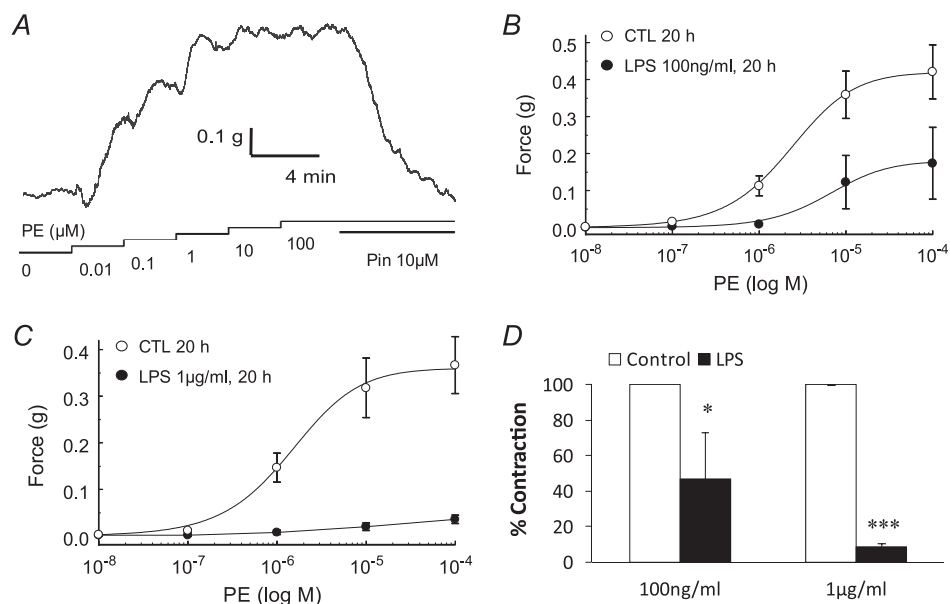 A
0.1 g
4 min
PE (µM)
0
0.01
0.1
1
10
100
Pin 10µM
B
CTL 20 h
LPS 100ng/ml, 20 h
Force (g)
0.5
0.4
0.3
0.2
0.1
0.0
10-8
10-7
10-6
10-5
10-4
PE (log M)
C
CTL 20 h
LPS 1µg/ml, 20 h
Force (g)
0.4
0.3
0.2
0.1
0.0
10-8
10-7
10-6
10-5
10-4
PE (log M)
D
Control LPS
% Contraction
100
80
60
40
20
0
*
***
100ng/ml
1µg/ml